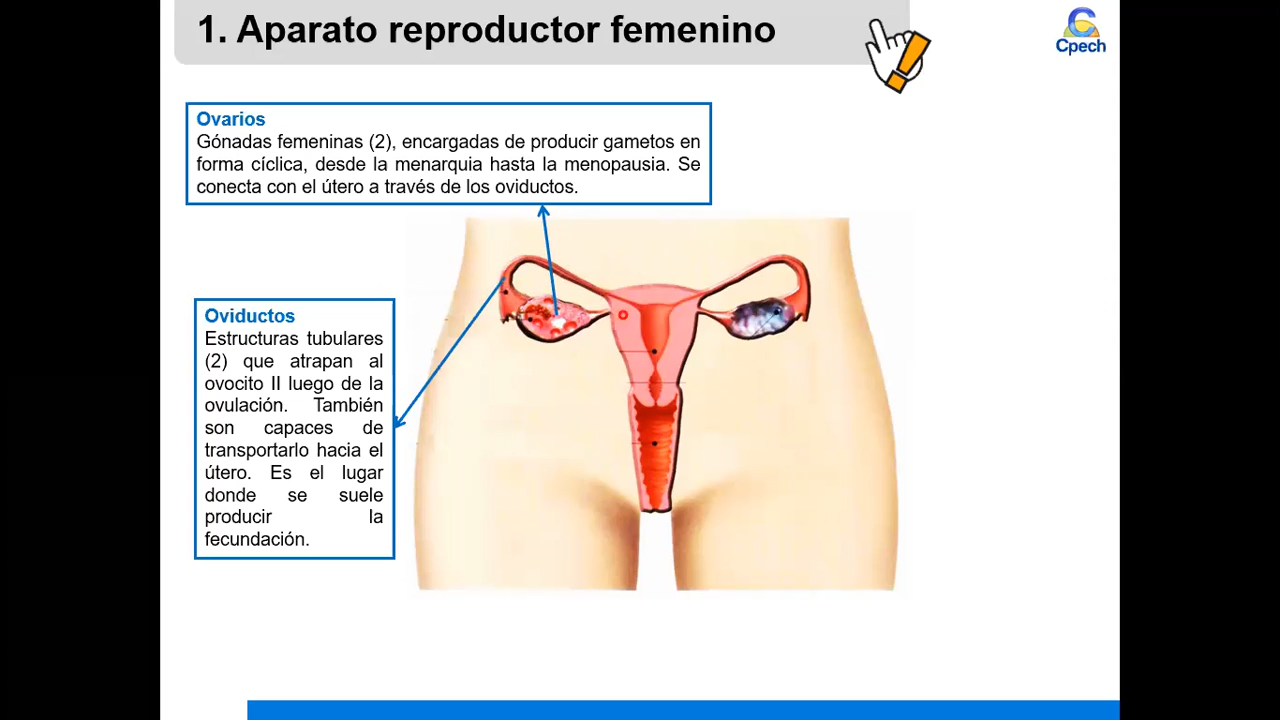 1. Aparato reproductor femenino
Cpech
Ovarios
Gónadas femeninas (2), encargadas de producir gametos en
forma cíclica, desde la menarquia hasta la menopausia. Se
conecta con el útero a través de los oviductos.
Oviductos
Estructuras tubulares
(2) que atrapan al
ovocito II luego de la
ovulación. También
son capaces de
transportarlo hacia el
útero. Es el lugar
donde se suele
producir la
fecundación.